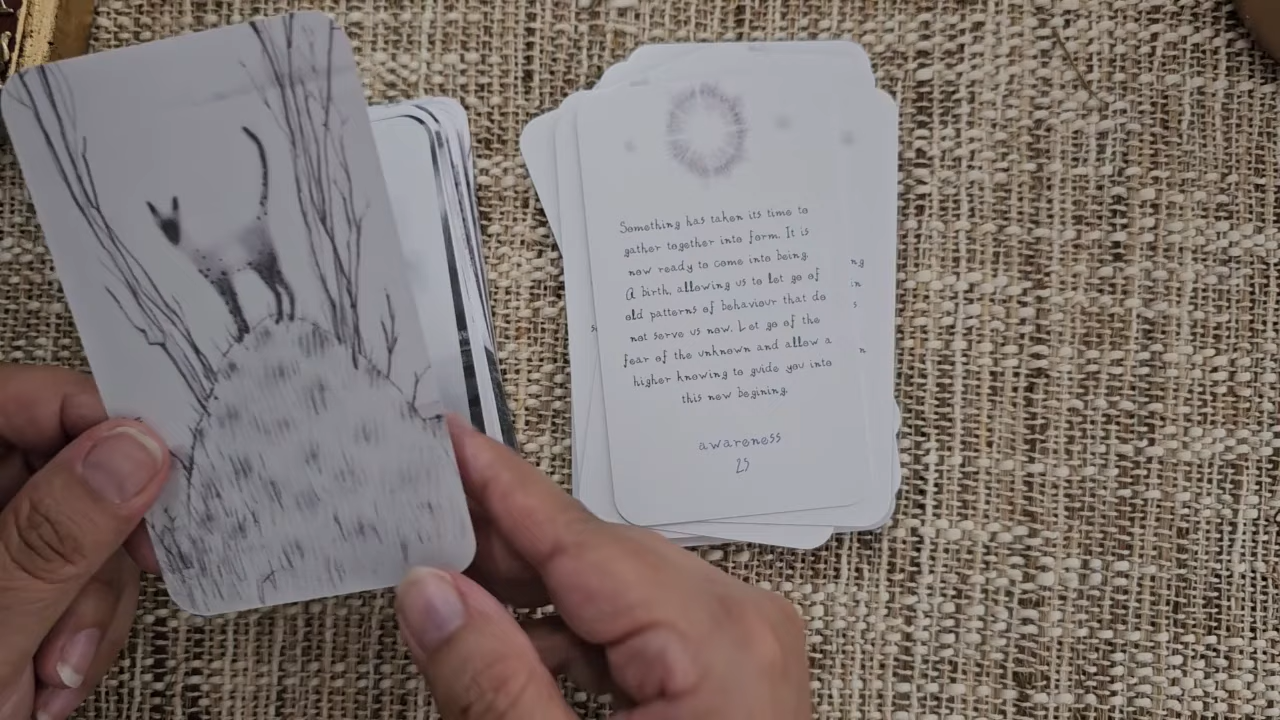 Something has taken its time to
gather together into form. It is
now ready to come into being.
A birth, allowing us to let go of
old patterns of behaviour that do
not serve us now. Let go of the
fear of the unknown and allow a
higher knowing to guide you into
this new begining.
awareness
25
ng
in
s
n